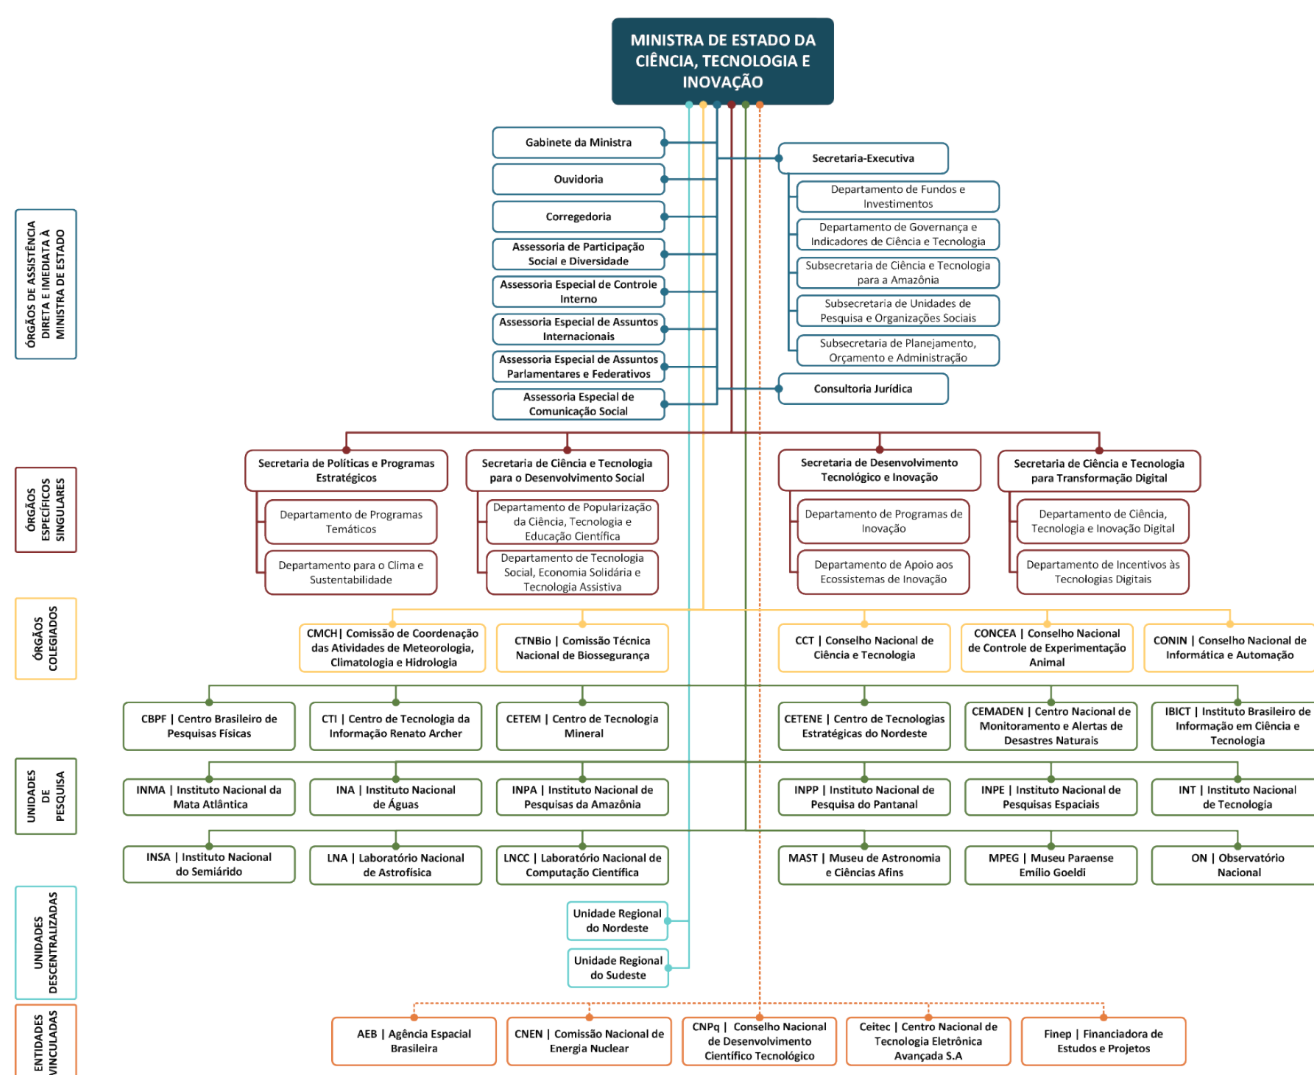 MINISTRA DE ESTADO DA
CIÊNCIA, TECNOLOGIA E
INOVAÇÃO
ÓRGÃOS DE ASSISTÊNCIA
DIRETA E IMEDIATA À
MINISTRA DE ESTADO
Gabinete da Ministra
Ouvidoria
Corregedoria
Assessoria de Participação
Social e Diversidade
Assessoria Especial de Controle
Interno
Assessoria Especial de Assuntos
Internacionais
Assessoria Especial de Assuntos
Parlamentares e Federativos
Assessoria Especial de
Comunicação Social
Secretaria-Executiva
Departamento de Fundos e
Investimentos
Departamento de Governança e
Indicadores de Ciência e Tecnologia
Subsecretaria de Ciência e Tecnologia
para a Amazônia
Subsecretaria de Unidades de
Pesquisa e Organizações Sociais
Subsecretaria de Planejamento,
Orçamento e Administração
Consultoria Jurídica
ÓRGÃOS
ESPECÍFICOS
SINGULARES
Secretaria de Políticas e Programas
Estratégicos
Departamento de Programas
Temáticos
Departamento para o Clima e
Sustentabilidade
Secretaria de Ciência e Tecnologia
para o Desenvolvimento Social
Departamento de Popularização
da Ciência, Tecnologia e
Educação Científica
Departamento de Tecnologia
Social, Economia Solidária e
Tecnologia Assistiva
Secretaria de Desenvolvimento
Tecnológico e Inovação
Departamento de Programas de
Inovação
Departamento de Apoio aos
Ecossistemas de Inovação
Secretaria de Ciência e Tecnologia
para Transformação Digital
Departamento de Ciência,
Tecnologia e Inovação Digital
Departamento de Incentivos às
Tecnologias Digitais
ÓRGÃOS
COLEGIADOS
CMCH| Comissão de Coordenação
das Atividades de Meteorologia,
Climatologia e Hidrologia
CTNBio | Comissão Técnica
Nacional de Biossegurança
CCT | Conselho Nacional de
Ciência e Tecnologia
CONCEA | Conselho Nacional
de Controle de Experimentação
Animal
CONIN | Conselho Nacional de
Informática e Automação
UNIDADES
DE
PESQUISA
CBPF | Centro Brasileiro de
Pesquisas Físicas
CTI | Centro de Tecnologia da
Informação Renato Archer
CETEM | Centro de Tecnologia
Mineral
CETENE | Centro de Tecnologias
Estratégicas do Nordeste
CEMADEN | Centro Nacional de
Monitoramento e Alertas de
Desastres Naturais
IBICT | Instituto Brasileiro de
Informação em Ciência e
Tecnologia
INMA | Instituto Nacional da
Mata Atlântica
INA | Instituto Nacional
de Águas
INPA | Instituto Nacional de
Pesquisas da Amazônia
INPP | Instituto Nacional de
Pesquisa do Pantanal
INPE | Instituto Nacional de
Pesquisas Espaciais
INT | Instituto Nacional
de Tecnologia
INSA | Instituto Nacional
do Semiárido
LNA | Laboratório Nacional
de Astrofísica
LNCC | Laboratório Nacional de
Computação Científica
MAST | Museu de Astronomia
e Ciências Afins
MPEG | Museu Paraense
Emílio Goeldi
ON | Observatório
Nacional
UNIDADES
DESCENTRALIZADAS
Unidade Regional
do Nordeste
Unidade Regional
do Sudeste
ENTIDADES
VINCULADAS
AEB | Agência Espacial
Brasileira
CNEN | Comissão Nacional de
Energia Nuclear
CNPq | Conselho Nacional
de Desenvolvimento
Científico Tecnológico
Ceitec | Centro Nacional de
Tecnologia Eletrônica
Avançada S.A
Finep | Financiadora de
Estudos e Projetos